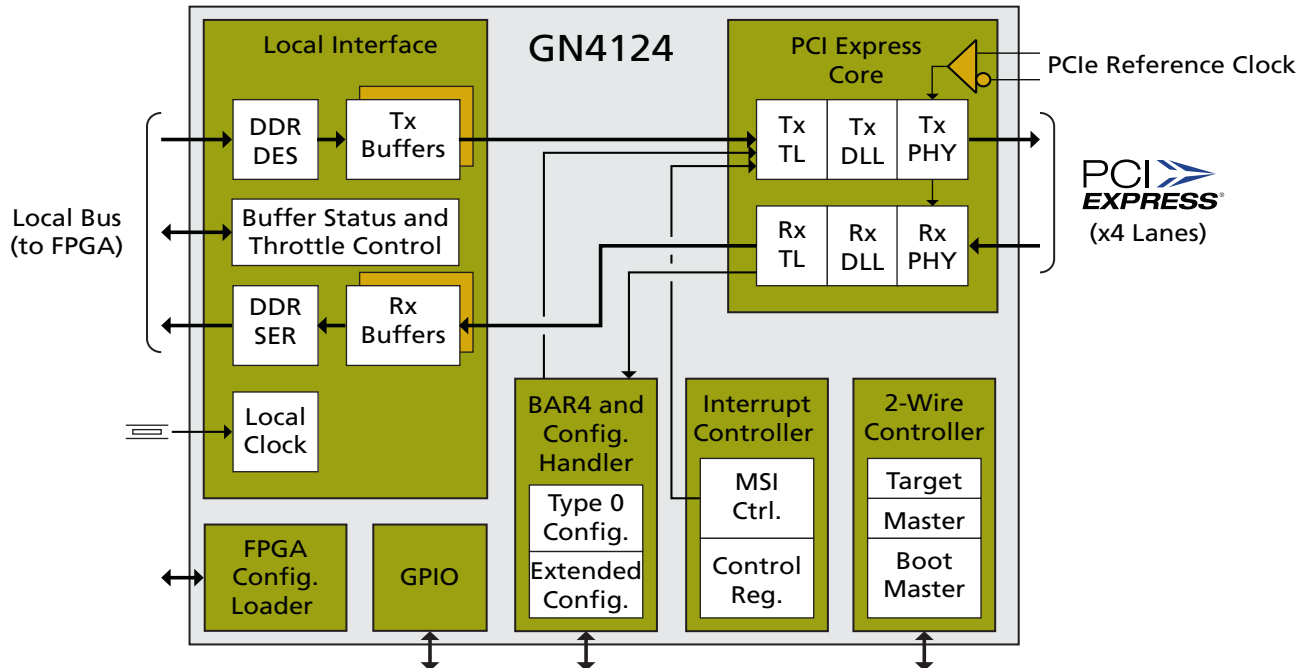 GN4124
Local Interface
DDR
DES
Tx
Buffers
Buffer Status and
Throttle Control
DDR
SER
Rx
Buffers
Local
Clock
Local Bus
(to FPGA)
PCI Express
Core
Tx
TL
Tx
DLL
Tx
PHY
Rx
TL
Rx
DLL
Rx
PHY
PCIe Reference Clock
PCI
EXPRESS®
(x4 Lanes)
FPGA
Config.
Loader
GPIO
BAR4 and
Config.
Handler
Type 0
Config.
Extended
Config.
Interrupt
Controller
MSI
Ctrl.
Control
Reg.
2-Wire
Controller
Target
Master
Boot
Master